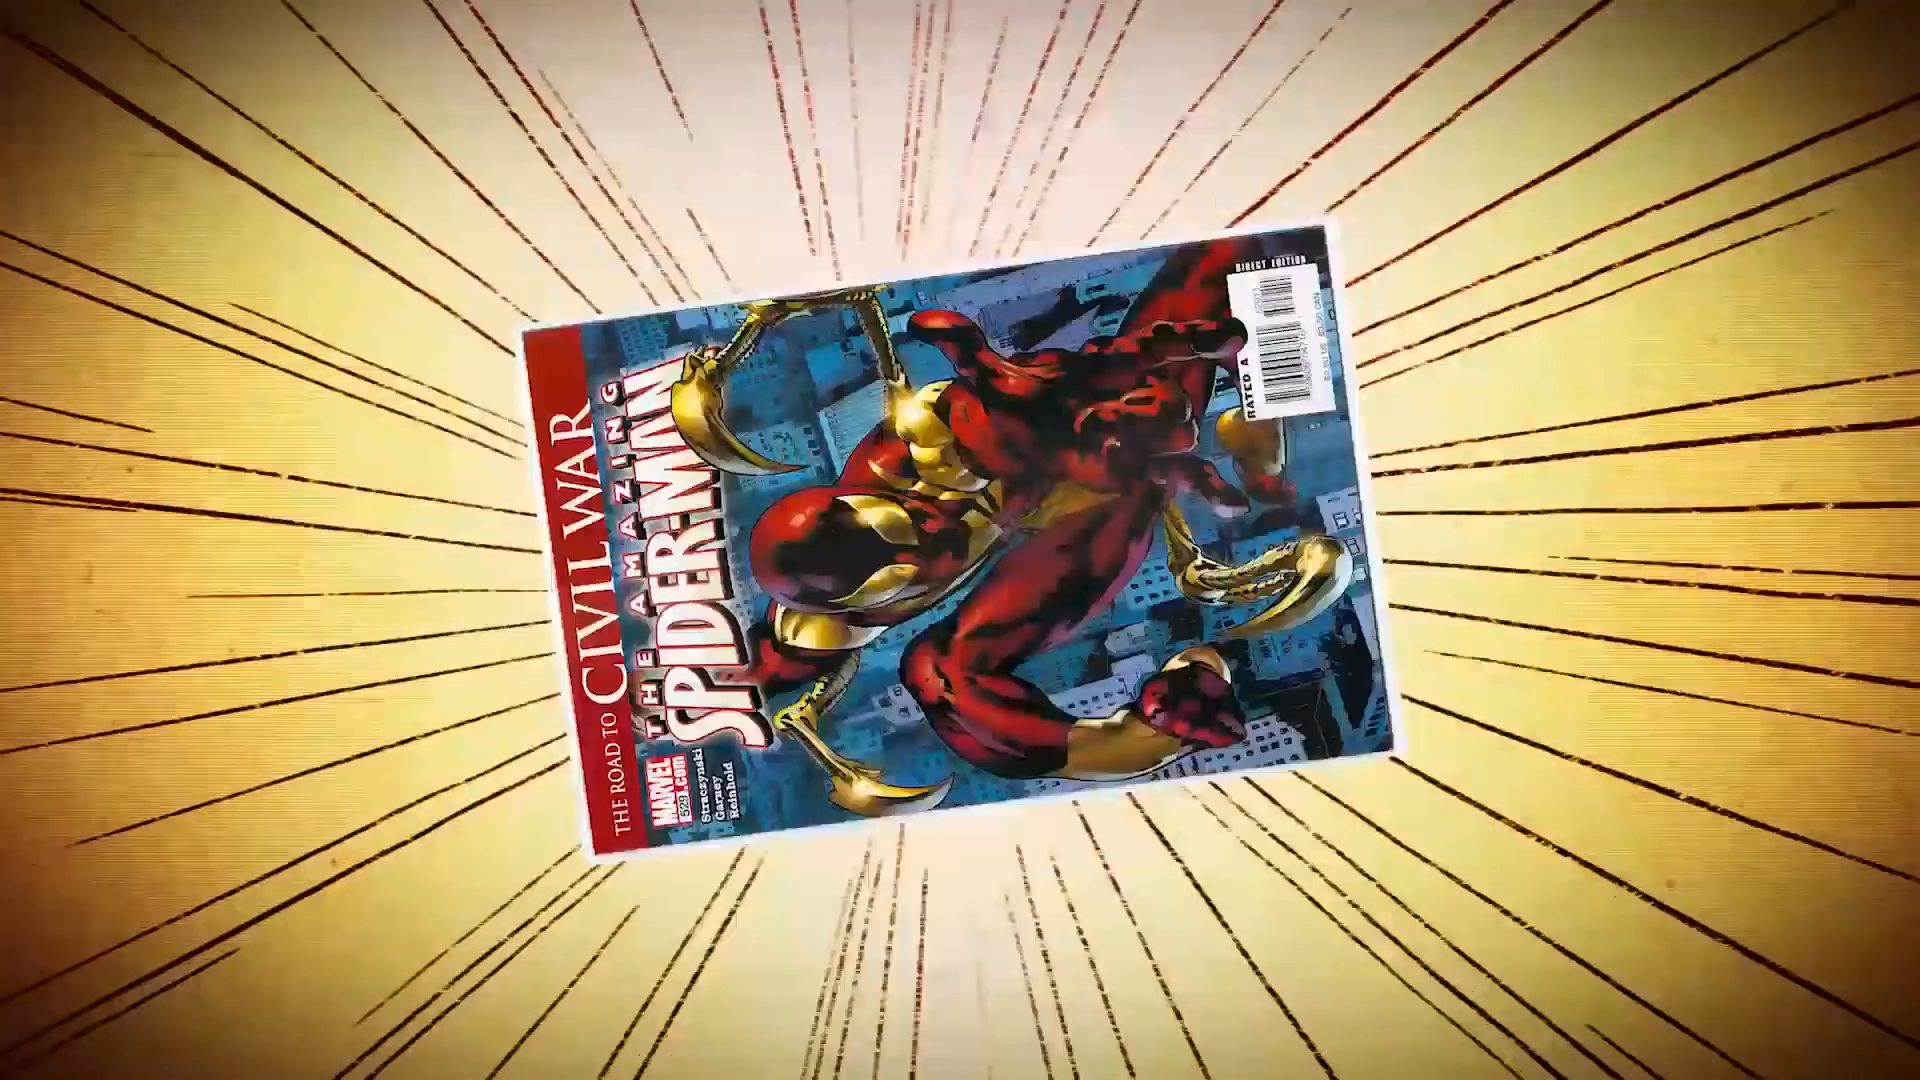 THE ROAD TO CIVIL WAR
THE AMAZING
SPIDER-MAN
MARVEL
.com
529
Straczynski
Garney
Reinhold
DIRECT EDITION
RATED A